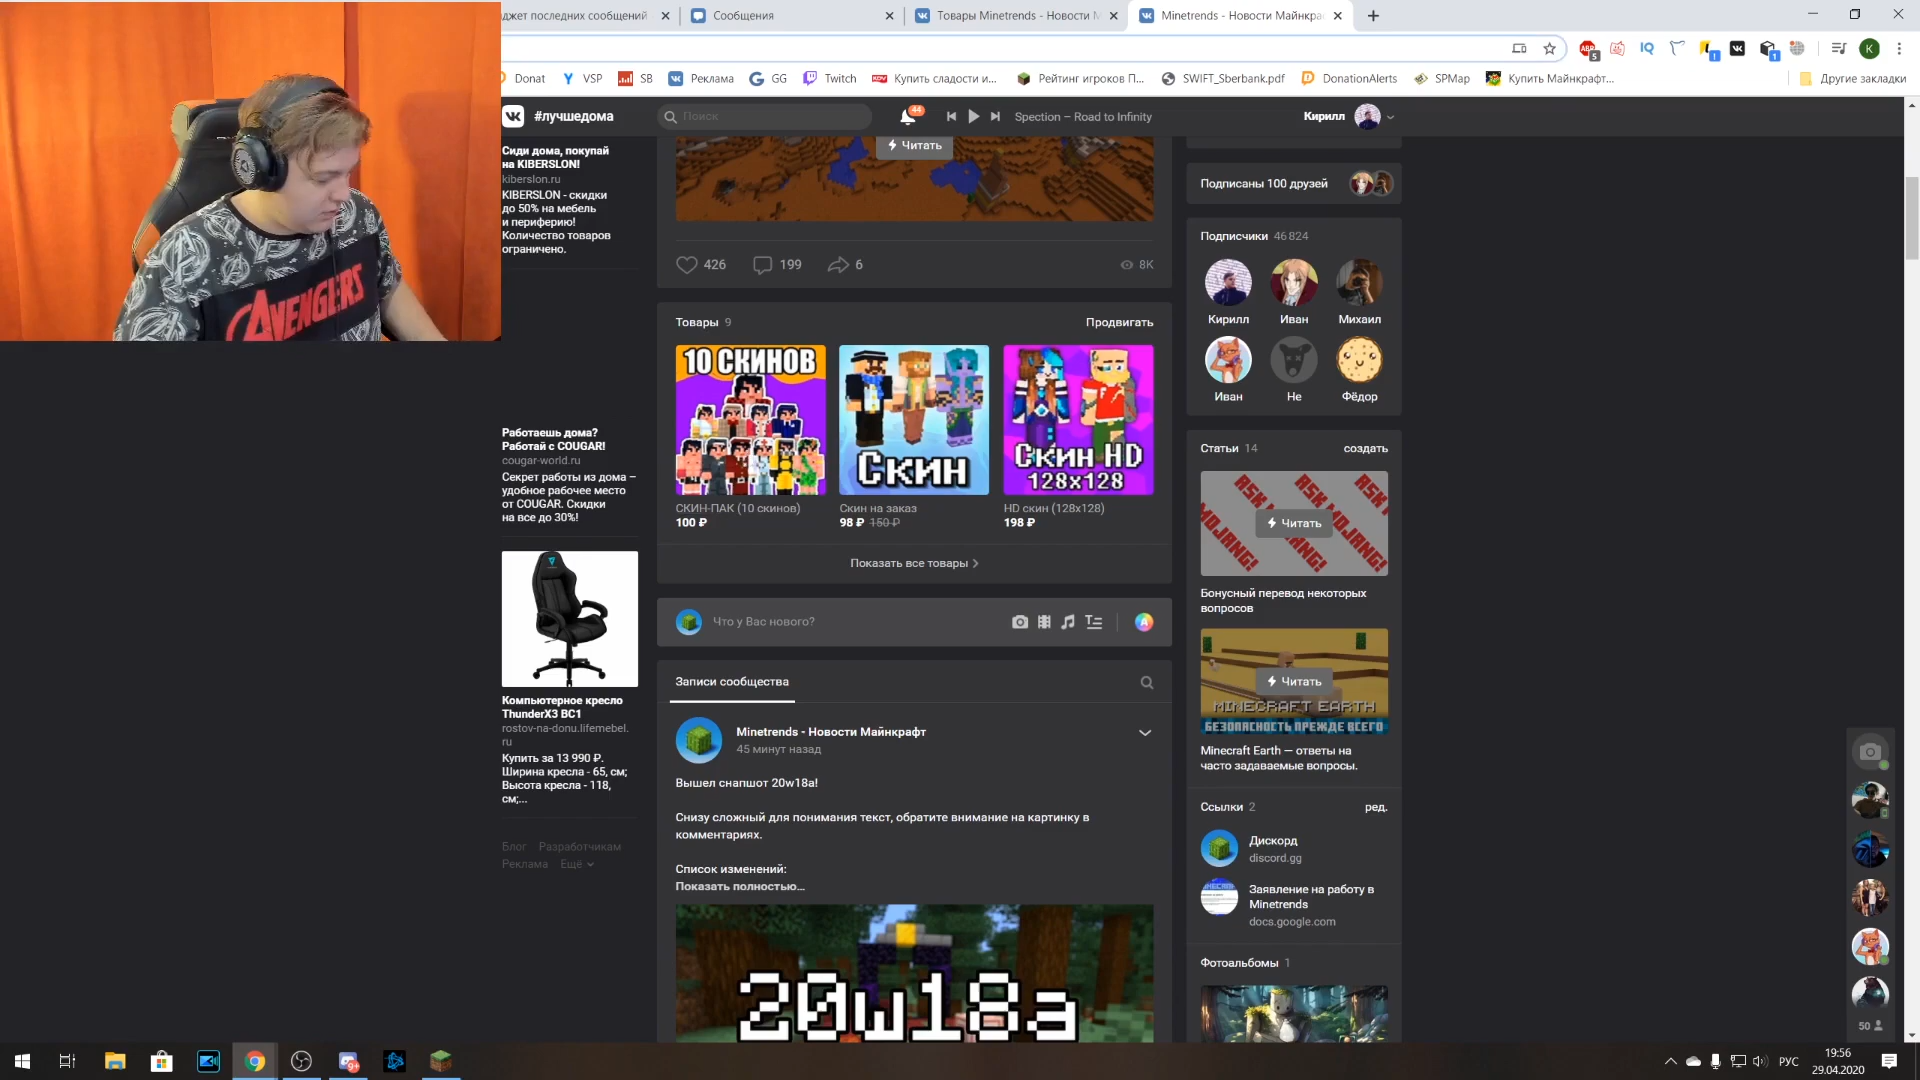 джет последних сообщений
Сообщения
Товары Minetrends - Новости М
Minetrends - Новости Майнкра
ABP
5
IQ
1
1
K
Donat
VSP
SB
Реклама
GG
Twitch
Купить сладости и...
Рейтинг игроков П...
SWIFT_Sberbank.pdf
DonationAlerts
SPMap
Купить Майнкрафт...
Другие закладки
#лучшедома
Поиск
44
Spection – Road to Infinity
Кирилл
AVENGERS
Сиди дома, покупай
на KIBERSLON!
kiberslon.ru
KIBERSLON - скидки
до 50% на мебель
и периферию!
Количество товаров
ограничено.
Работаешь дома?
Работай с COUGAR!
cougar-world.ru
Секрет работы из дома –
удобное рабочее место
от COUGAR. Скидки
на все до 30%!
Компьютерное кресло
ThunderX3 BC1
rostov-na-donu.lifemebel.
ru
Купить за 13 990 ₽.
Ширина кресла - 65, см;
Высота кресла - 118,
см;...
Блог Разработчикам
Реклама Ещё
Читать
426
199
6
8K
Товары 9
Продвигать
10 СКИНОВ
Скин
Скин HD
128x128
СКИН-ПАК (10 скинов)
100 ₽
Скин на заказ
98 ₽ 150 ₽
HD скин (128x128)
198 ₽
Показать все товары
Что у Вас нового?
Записи сообщества
Minetrends - Новости Майнкрафт
45 минут назад
Вышел снапшот 20w18a!
Снизу сложный для понимания текст, обратите внимание на картинку в
комментариях.
Список изменений:
Показать полностью...
20w18a
Подписаны 100 друзей
Подписчики 46 824
Кирилл
Иван
Михаил
Иван
Не
Фёдор
Статьи 14
создать
ASK MOJANG!
Читать
Бонусный перевод некоторых
вопросов
Читать
MINECRAFT EARTH
БЕЗОПАСНОСТЬ ПРЕЖДЕ ВСЕГО
Minecraft Earth — ответы на
часто задаваемые вопросы.
Ссылки 2
ред.
Дискорд
discord.gg
Заявление на работу в
Minetrends
docs.google.com
Фотоальбомы 1
50
9+
РУС
19:56
29.04.2020